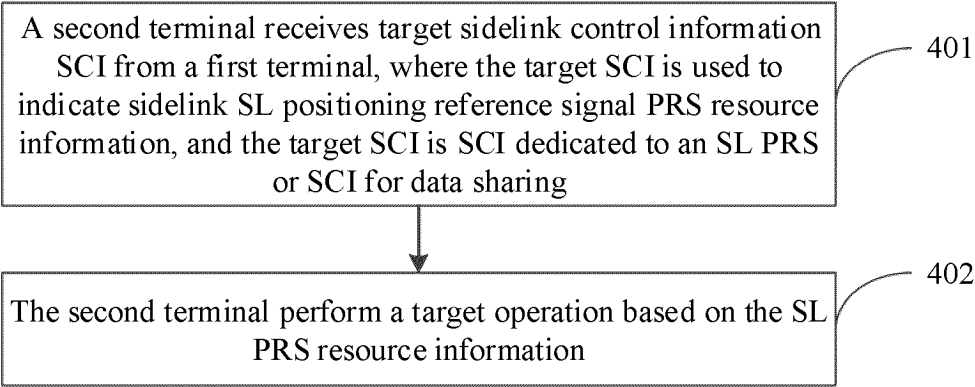 A second terminal receives target sidelink control information
SCI from a first terminal, where the target SCI is used to
indicate sidelink SL positioning reference signal PRS resource
information, and the target SCI is SCI dedicated to an SL PRS
or SCI for data sharing
401
The second terminal perform a target operation based on the SL
PRS resource information
402